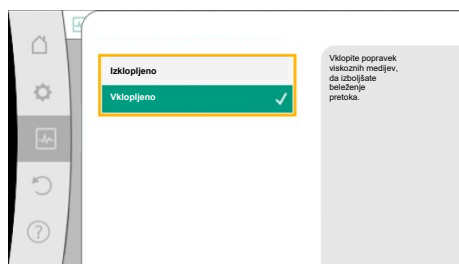 Izklopljeno
Vklopljeno
Vklopite popravek
viskoznih medijev,
da izboljšate
beleženje
pretoka.